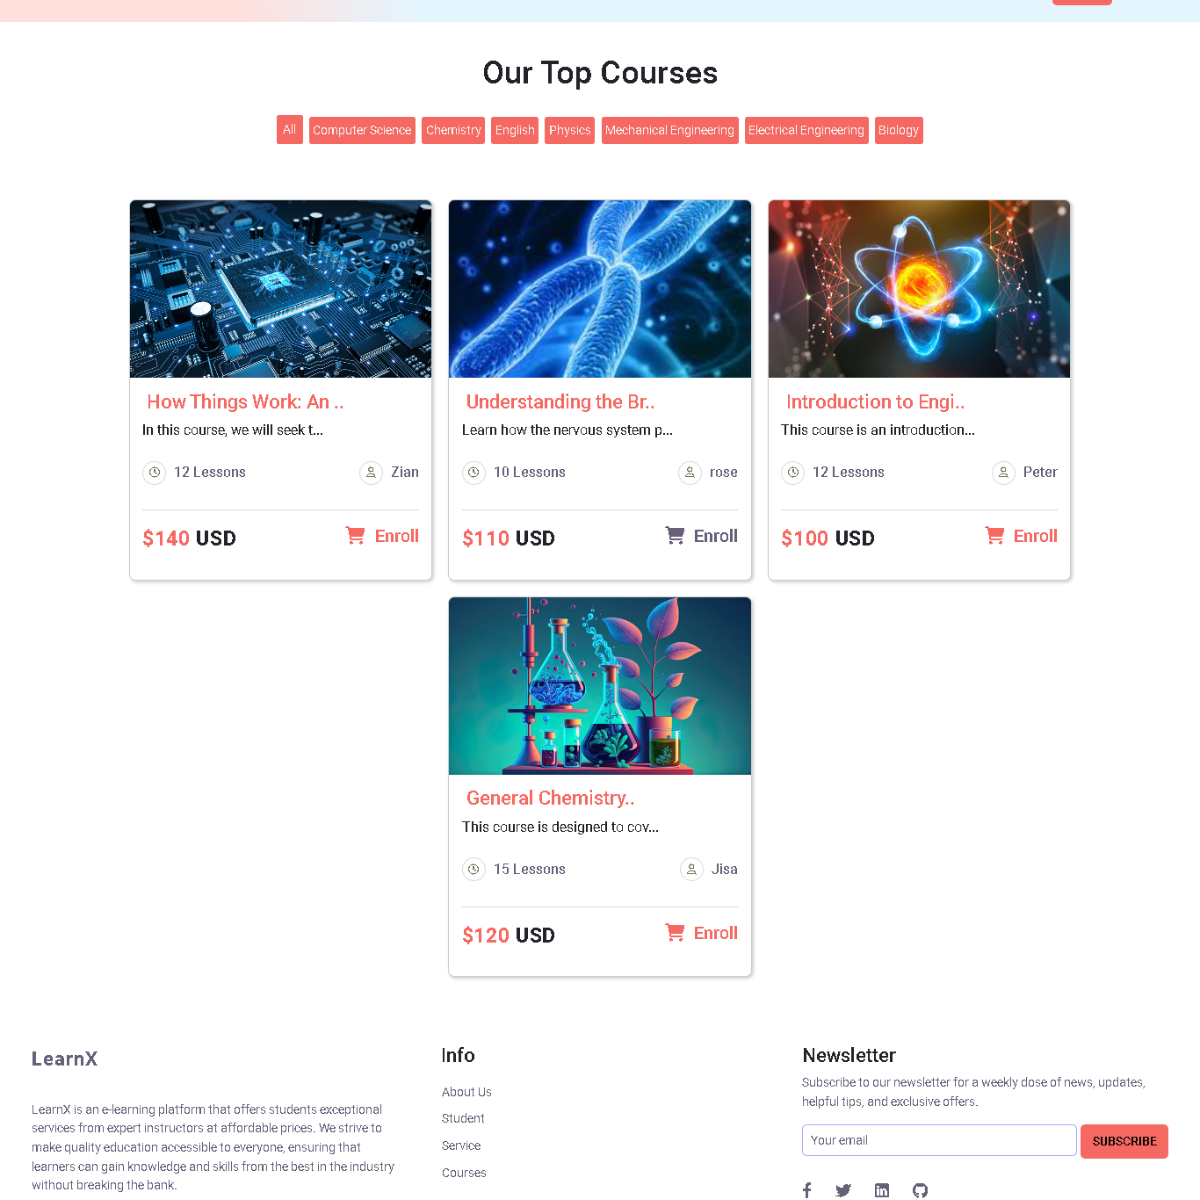 Our Top Courses
All Computer Science Chemistry English Physics Mechanical Engineering Electrical Engineering Biology
How Things Work: An ..
In this course, we will seek t...
12 Lessons Zian
$140 USD Enroll
Understanding the Br..
Learn how the nervous system p...
10 Lessons rose
$110 USD Enroll
Introduction to Engi..
This course is an introduction...
12 Lessons Peter
$100 USD Enroll
General Chemistry..
This course is designed to cov...
15 Lessons Jisa
$120 USD Enroll
LearnX
LearnX is an e-learning platform that offers students exceptional
services from expert instructors at affordable prices. We strive to
make quality education accessible to everyone, ensuring that
learners can gain knowledge and skills from the best in the industry
without breaking the bank.
Info
About Us
Student
Service
Courses
Newsletter
Subscribe to our newsletter for a weekly dose of news, updates,
helpful tips, and exclusive offers.
Your email SUBSCRIBE